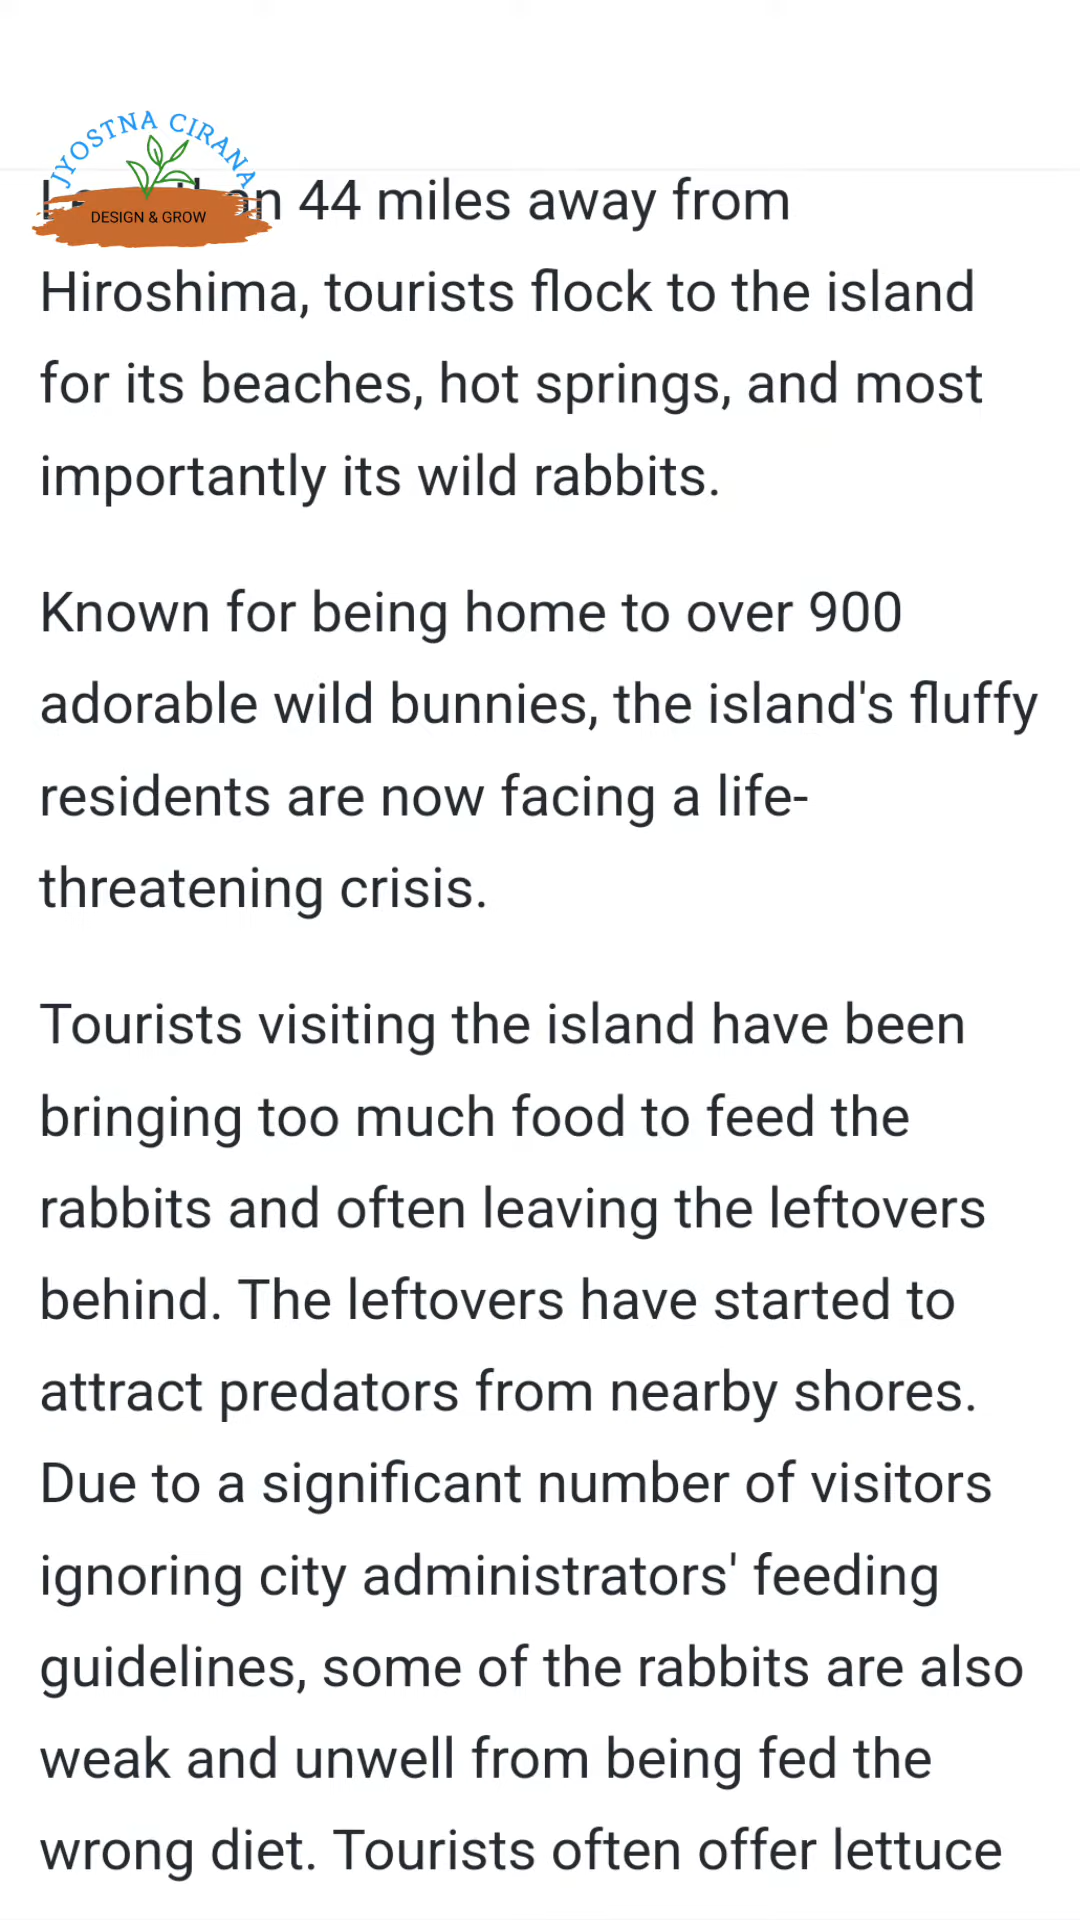 JYOSTNA CIRANA
DESIGN & GROW
44 miles away from
Hiroshima, tourists flock to the island
for its beaches, hot springs, and most
importantly its wild rabbits.
Known for being home to over 900
adorable wild bunnies, the island's fluffy
residents are now facing a life-
threatening crisis.
Tourists visiting the island have been
bringing too much food to feed the
rabbits and often leaving the leftovers
behind. The leftovers have started to
attract predators from nearby shores.
Due to a significant number of visitors
ignoring city administrators' feeding
guidelines, some of the rabbits are also
weak and unwell from being fed the
wrong diet. Tourists often offer lettuce